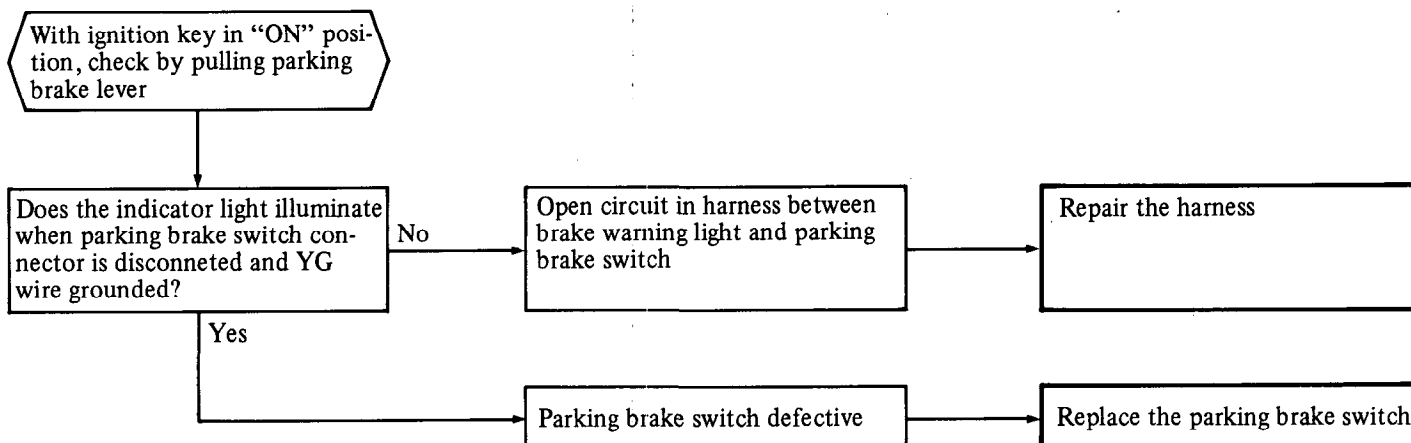 With ignition key in “ON” posi-
tion, check by pulling parking
brake lever
Does the indicator light illuminate
when parking brake switch con-
nector is disconneted and YG
wire grounded?
No
Open circuit in harness between
brake warning light and parking
brake switch
Repair the harness
Yes
Parking brake switch defective
Replace the parking brake switch